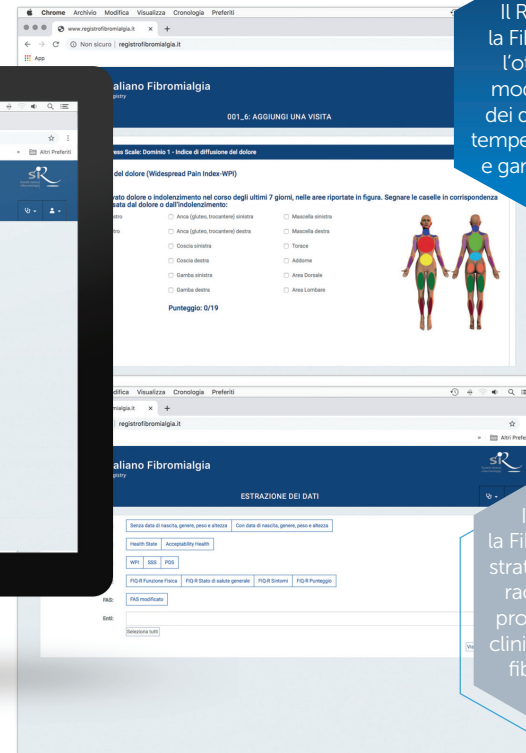 Chrome Archivio Modifica Visualizza Cronologia Preferiti
www.registrofibromialgia.it
Non sicuro | registrofibromialgia.it
App
aliano Fibromialgia
001_6: AGGIUNGI UNA VISITA
Scale: Dominio 1 - Indice di diffusione del dolore
del dolore (Widespread Pain Index-WPI)
dolore o indolenzimento nel corso degli ultimi 7 giorni, nelle aree riportate in figura. Segnare le caselle in corrispondenza
dal dolore o dall'indolenzimento:
Anca (gluteo, trocantere) sinistra Mascella sinistra
Anca (gluteo, trocantere) destra Mascella destra
Coscia sinistra Torace
Coscia destra Addome
Gamba sinistra Area Dorsale
Gamba destra Area Lombare
Punteggio: 0/19
Altri Preferiti
SIR
Il R
la Fi
l'ot
mod
dei d
tempe
e gar
Visualizza Cronologia Preferiti
registrofibromialgia.it
Altri Prefe
aliano Fibromialgia
SIR
ESTRAZIONE DEI DATI
Senza data di nascita, genere, peso e altezza Con data di nascita, genere, peso e altezza
Health State Acceptability Health
WPI SSS PDS
FIQ-R Funzione Fisica FIQ-R Stato di salute generale FIQ-R Sintomi FIQ-R Punteggio
FAS: FAS modificato
Enti:
Seleziona tutti
I
la Fi
strat
rac
pro
clini
fib